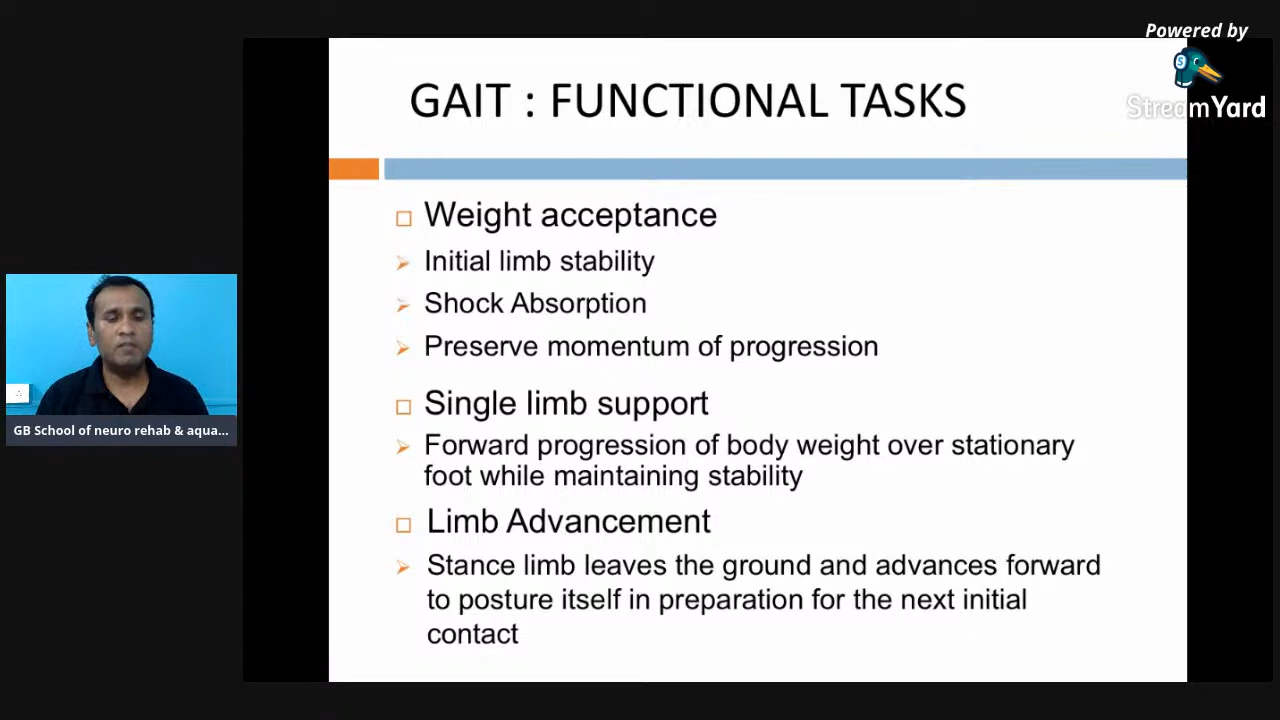 Powered by
StreamYard
GAIT : FUNCTIONAL TASKS
Weight acceptance
Initial limb stability
Shock Absorption
Preserve momentum of progression
Single limb support
Forward progression of body weight over stationary
foot while maintaining stability
Limb Advancement
Stance limb leaves the ground and advances forward
to posture itself in preparation for the next initial
contact
GB School of neuro rehab & aqua...